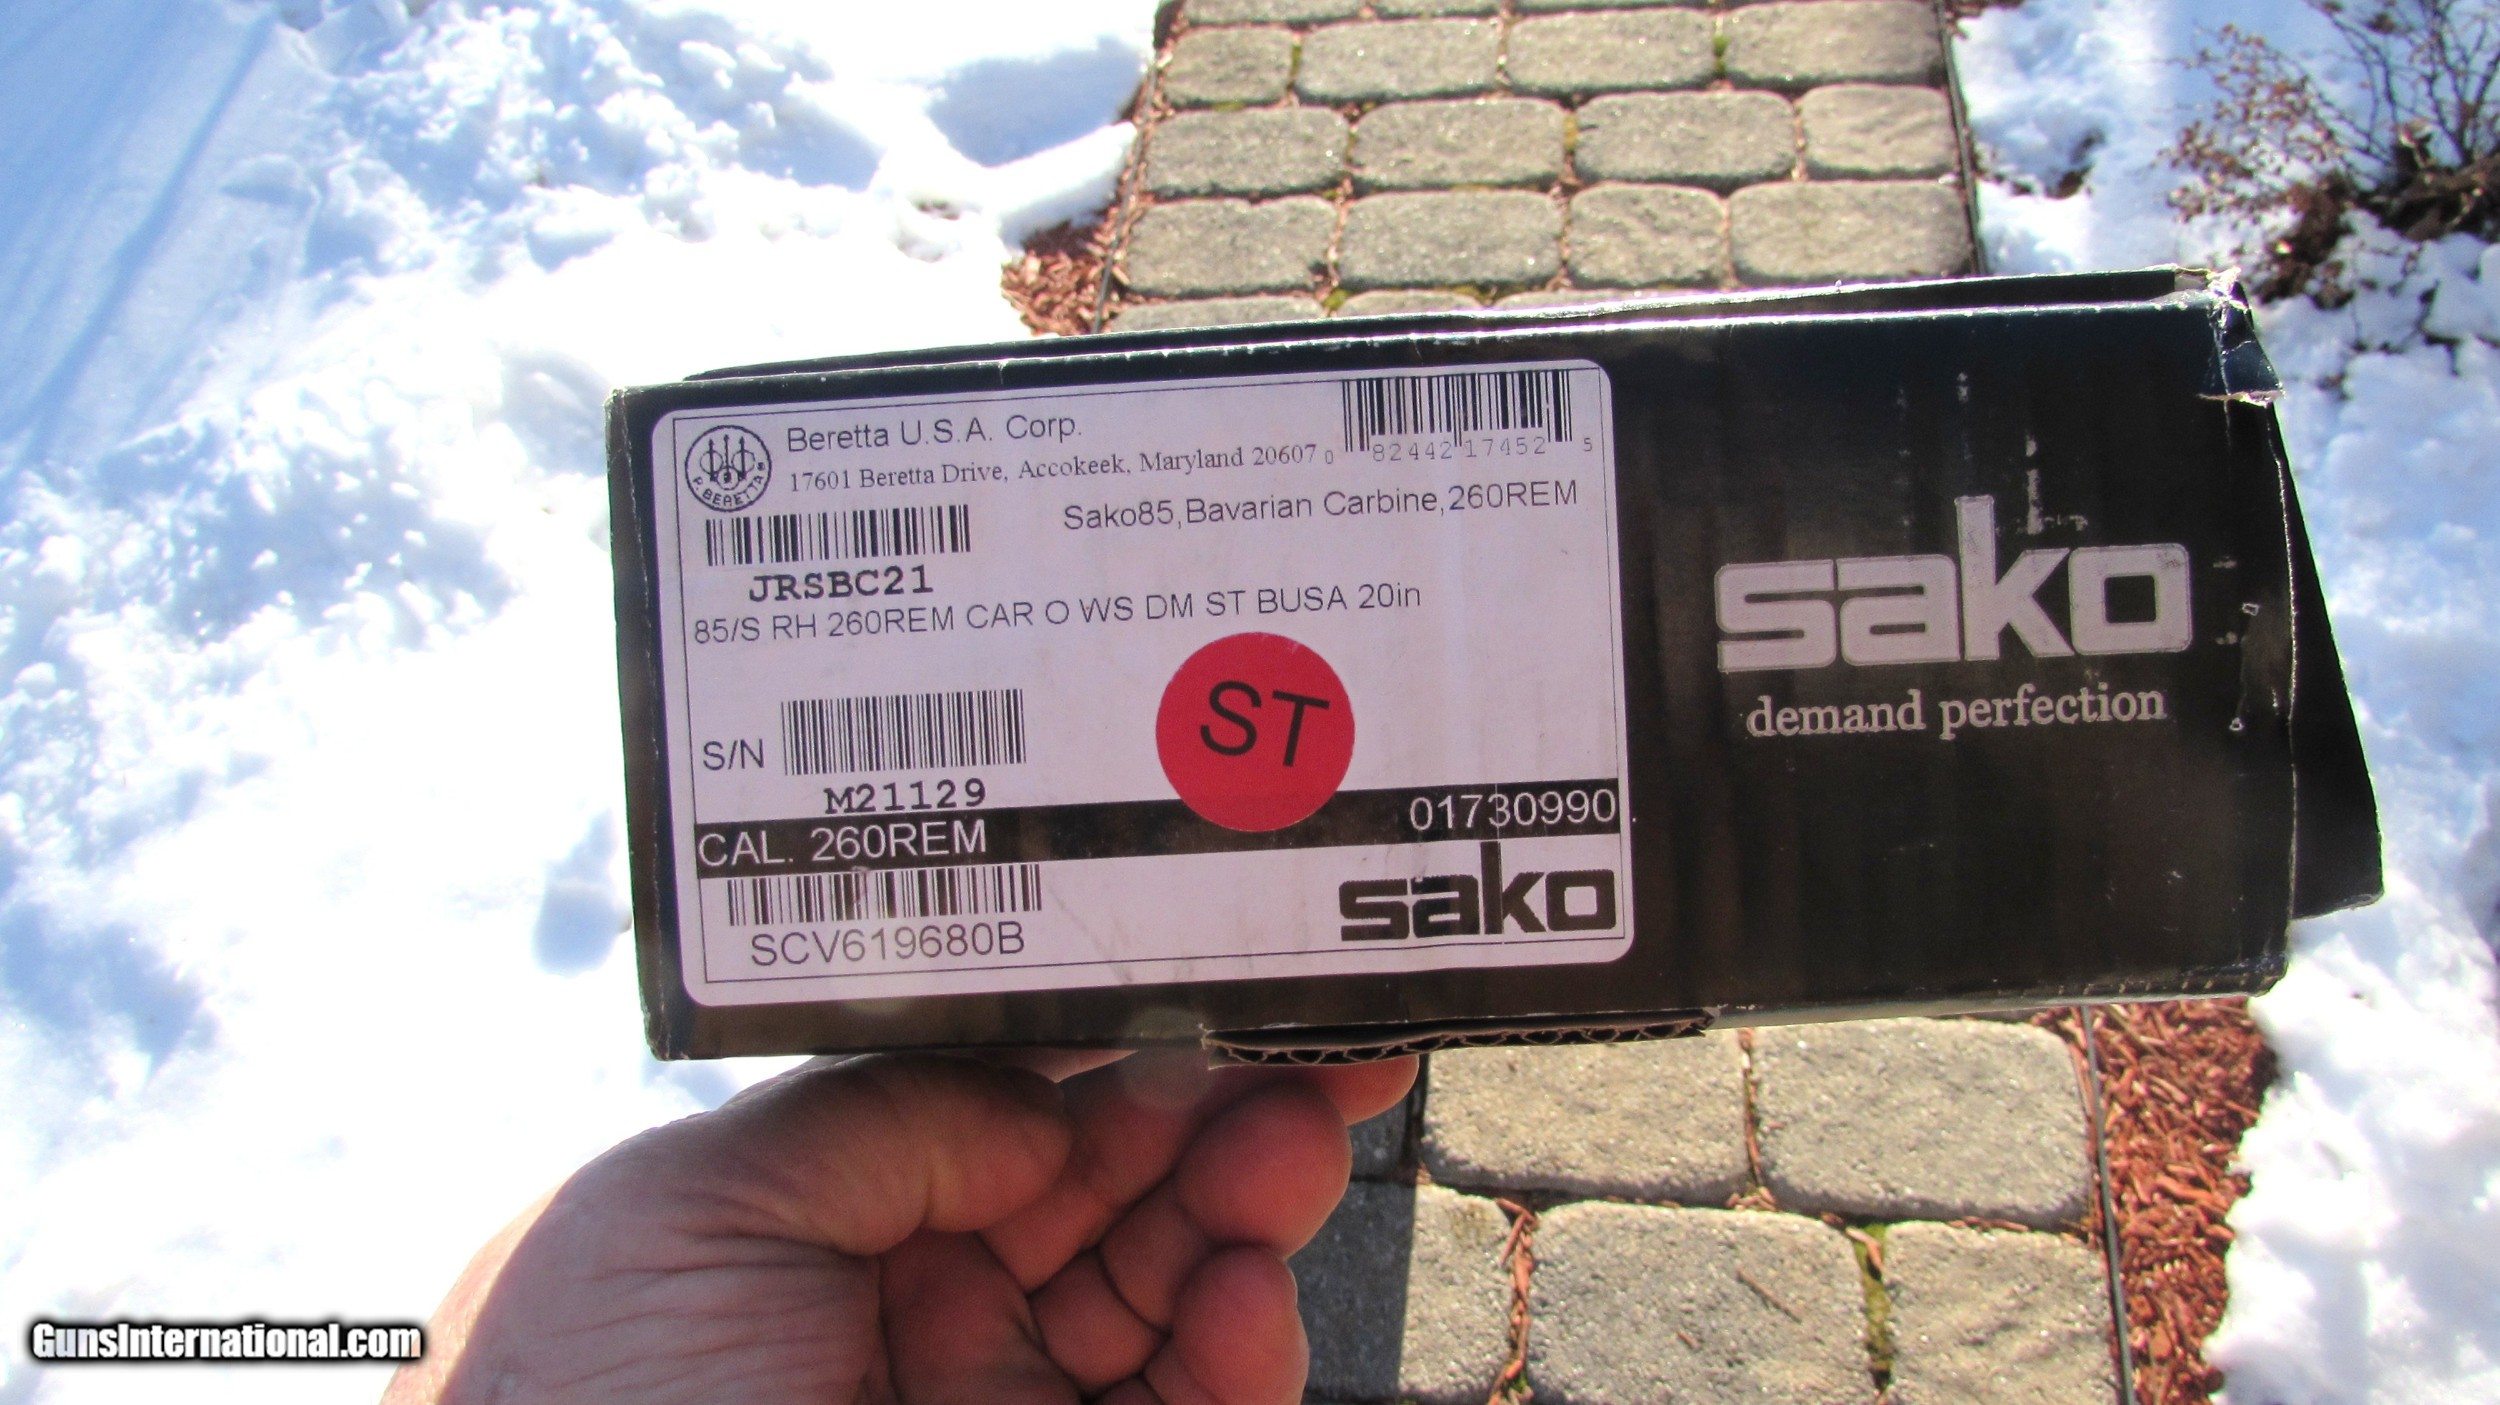 Beretta U.S.A. Corp.
17601 Beretta Drive, Accokeek, Maryland 20607
0 82442 17452 5
P. BERETTA
Sako85,Bavarian Carbine,260REM
JRSBC21
85/S RH 260REM CAR O WS DM ST BUSA 20in
ST
S/N
M21129
CAL. 260REM
01730990
SCV619680B
sako
sako
demand perfection
GunsInternational.com